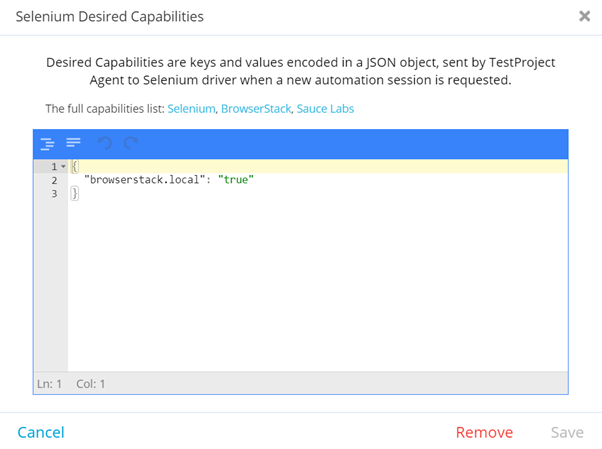 Selenium Desired Capabilities
Desired Capabilities are keys and values encoded in a JSON object, sent by TestProject
Agent to Selenium driver when a new automation session is requested.
The full capabilities list: Selenium, BrowserStack, Sauce Labs
1 {
2 "browserstack.local": "true"
3 }
Ln: 1 Col: 1
Cancel Remove Save